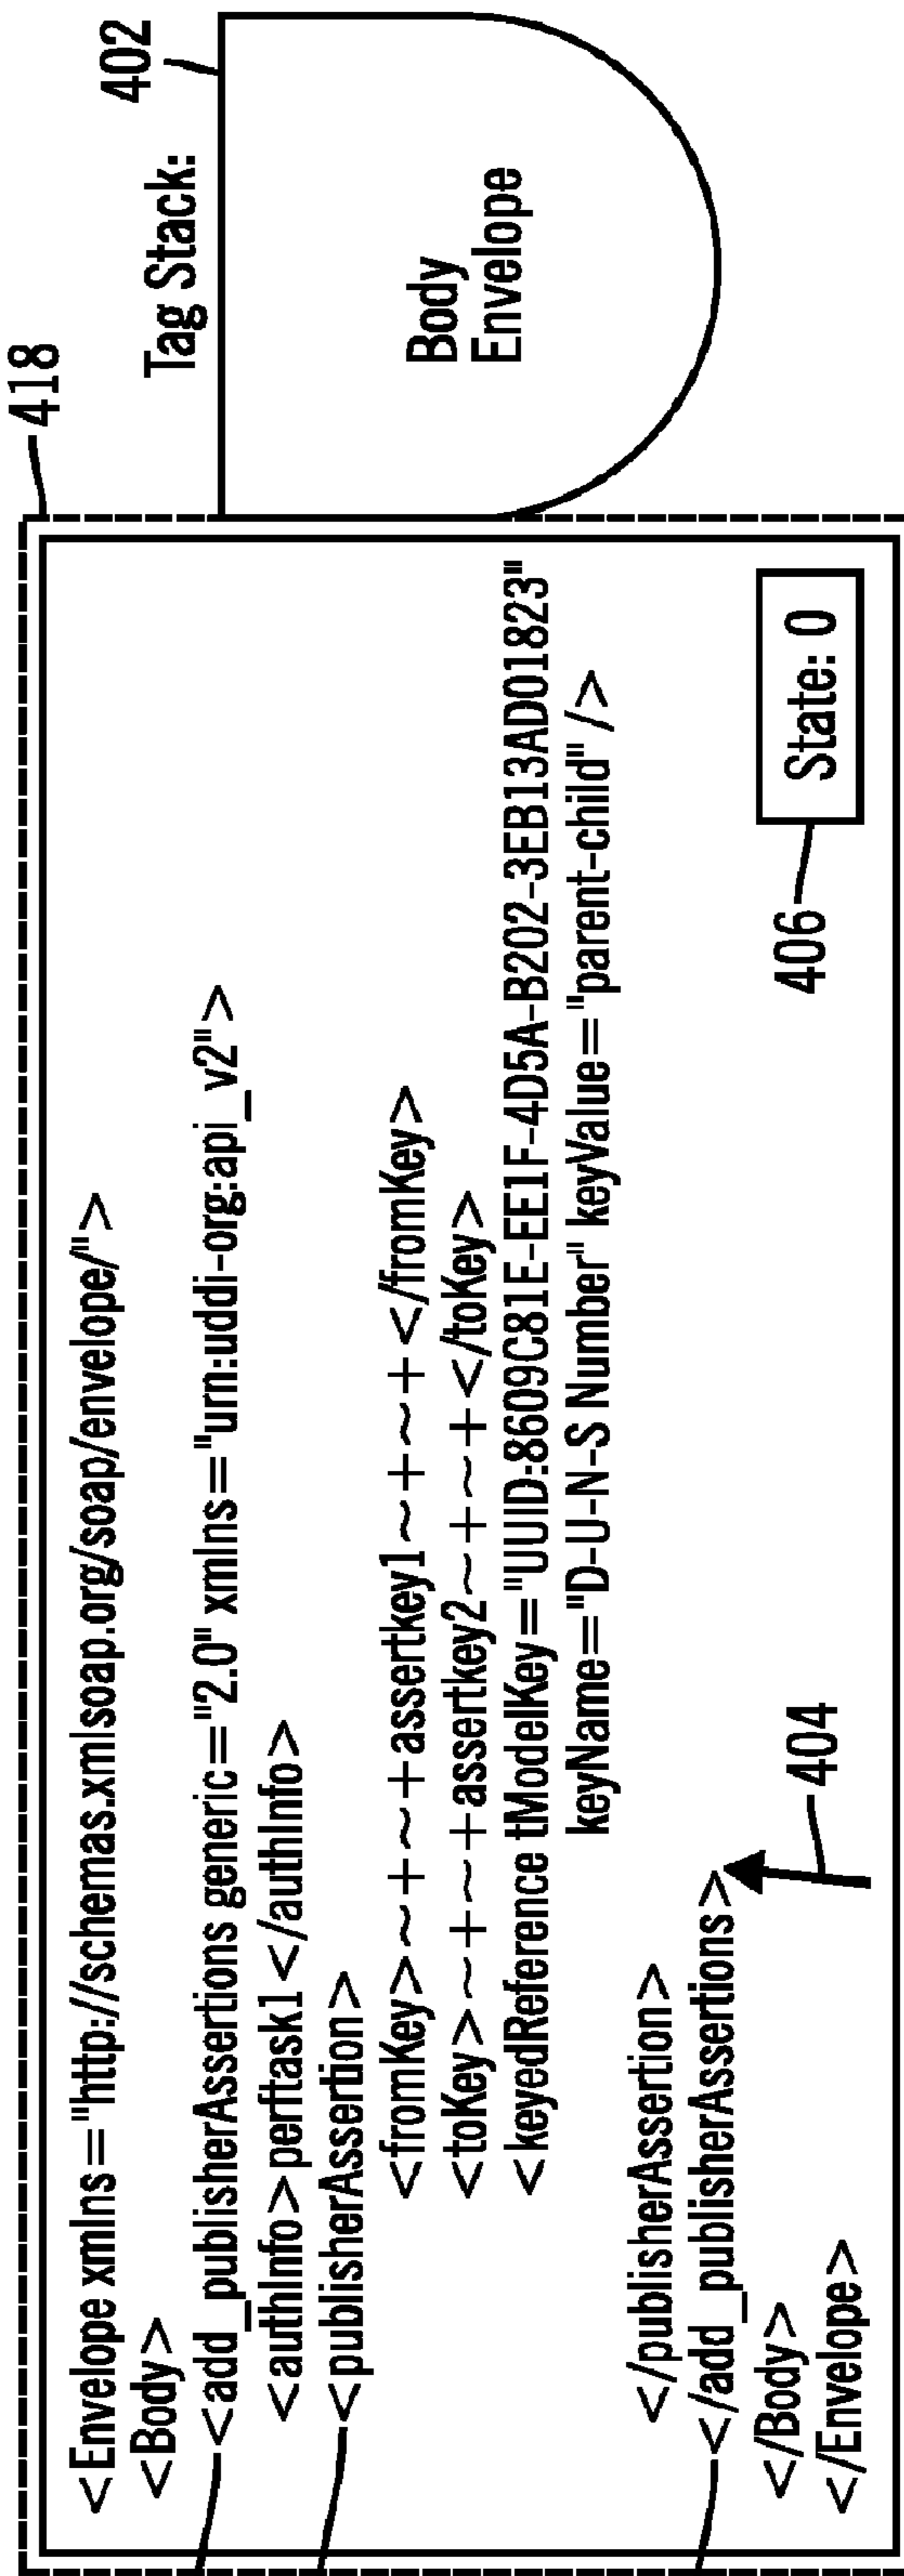 418
<Envelope xmlns="http://schemas.xmlsoap.org/soap/envelope/">
<Body>
<add_publisherAssertions generic="2.0" xmlns="urn:uddi-org:api_v2">
<authInfo>perftask1</authInfo>
<publisherAssertion>
<fromKey>~+~+~+assertkey1~+~+~+</fromKey>
<toKey>~+~+~+assertkey2~+~+~+</toKey>
<keyedReference tModelKey="UUID:8609C81E-EE1F-4D5A-B202-3EB13AD01823"
keyName="D-U-N-S Number" keyValue="parent-child" />
</publisherAssertion>
</add_publisherAssertions>
</Body>
</Envelope>
404
406
State: 0
Tag Stack:
402
Body
Envelope